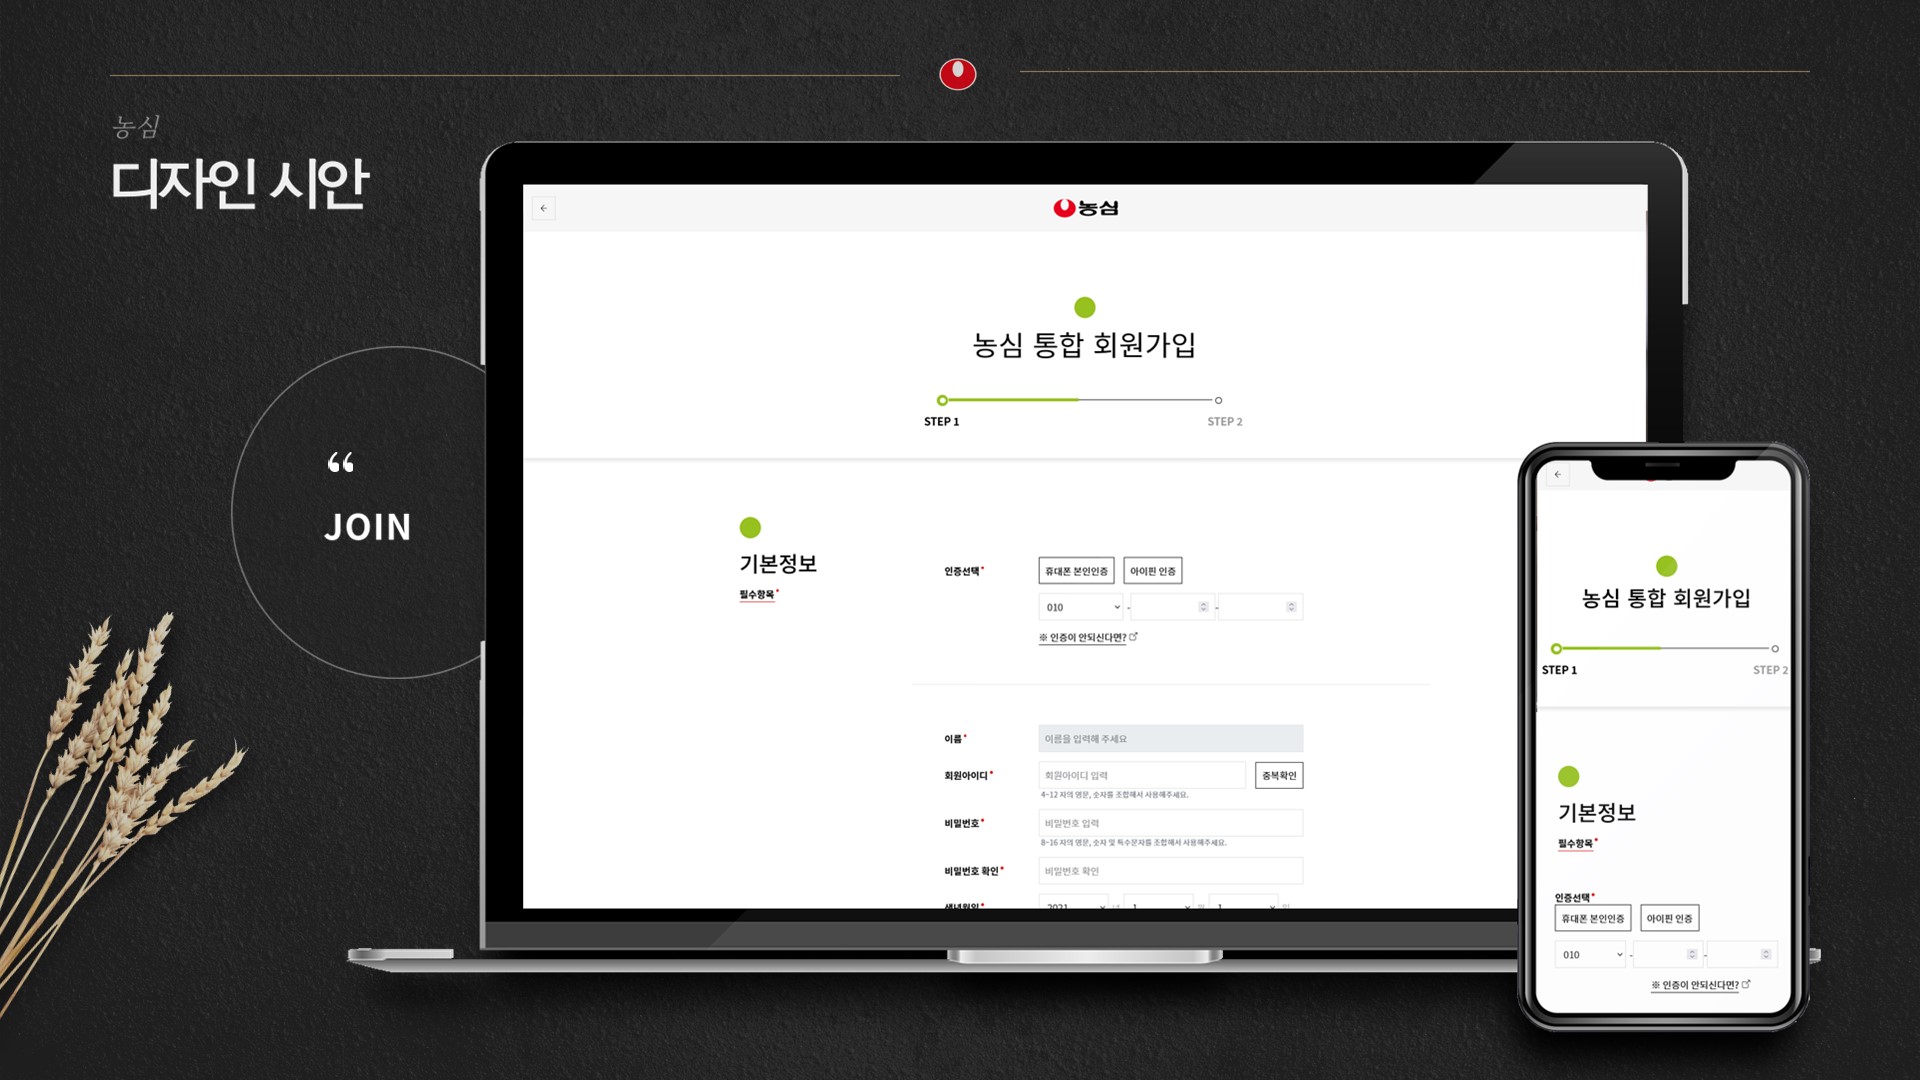 농심
디자인 시안
“
JOIN
농심
농심 통합 회원가입
STEP 1
STEP 2
기본정보
필수항목*
인증선택*
휴대폰 본인인증
아이핀 인증
010
-
-
※ 인증이 안되신다면?
이름*
이름을 입력해 주세요
회원아이디*
회원아이디 입력
중복확인
4~12 자의 영문, 숫자를 조합해서 사용해주세요.
비밀번호*
비밀번호 입력
8~16 자의 영문, 숫자 및 특수문자를 조합해서 사용해주세요.
비밀번호 확인*
비밀번호 확인
생년월일*
2021
년
1
월
1
일
농심 통합 회원가입
STEP 1
STEP 2
기본정보
필수항목*
인증선택*
휴대폰 본인인증
아이핀 인증
010
-
-
※ 인증이 안되신다면?